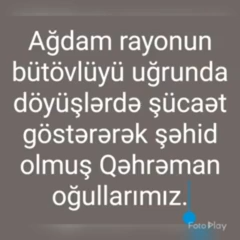 Ağdam rayonun
bütövlüyü uğrunda
döyüşlərdə şücaət
göstərərək şəhid
olmuş Qəhrəman
oğullarımız.
FotoPlay